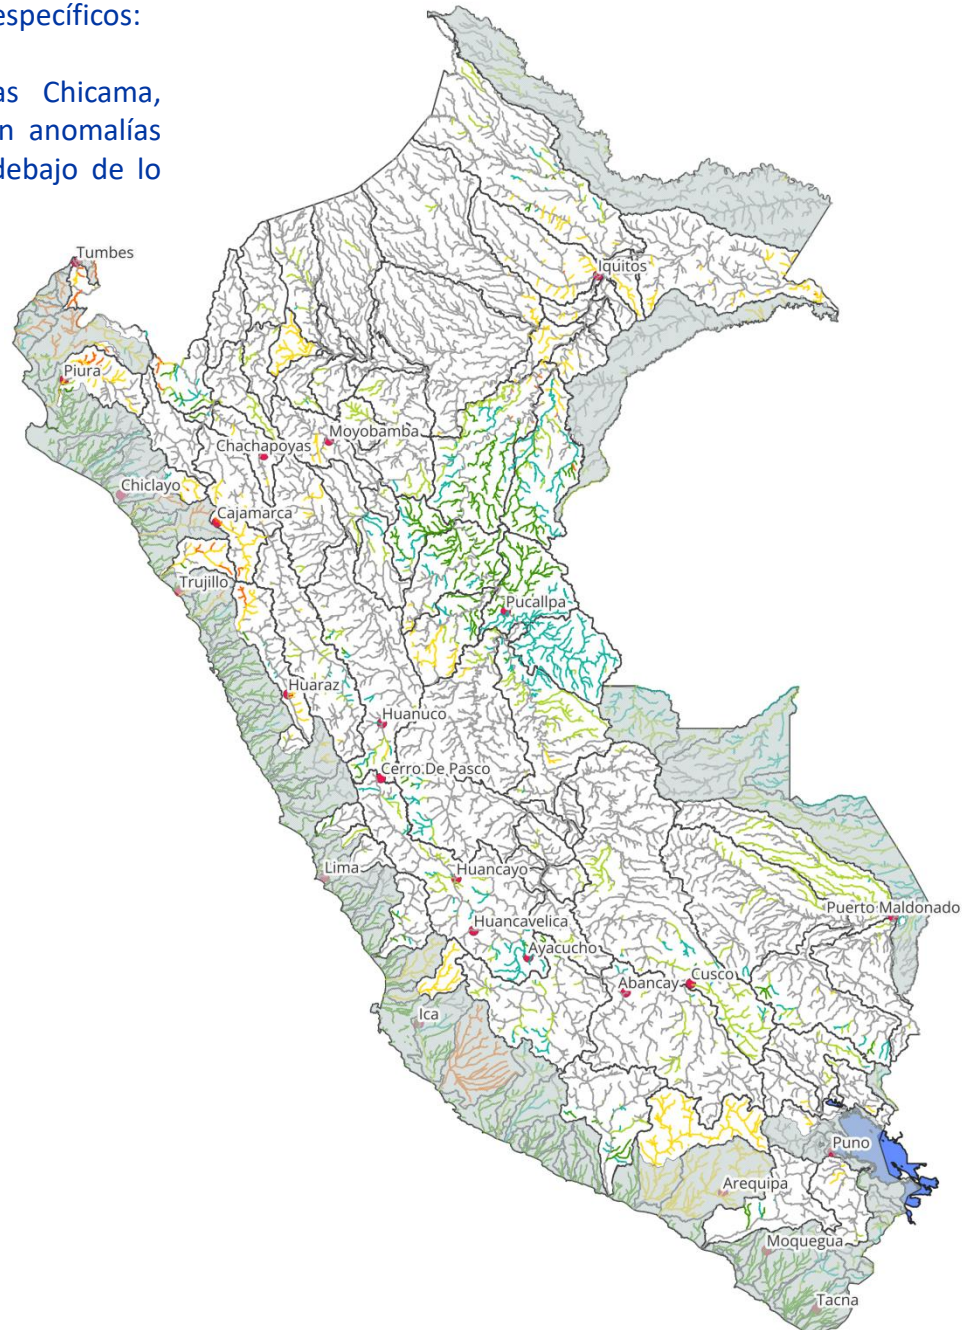 específicos:
as Chicama,
n anomalías
debajo de lo
Tumbes
Iquitos
Piura
Moyobamba
Chachapoyas
Chiclayo
Cajamarca
Trujillo
Pucallpa
Huaraz
Huanuco
Cerro De Pasco
Lima
Huancayo
Puerto Maldonado
Huancavelica
Ayacucho
Abancay
Cusco
Ica
Puno
Arequipa
Moquegua
Tacna